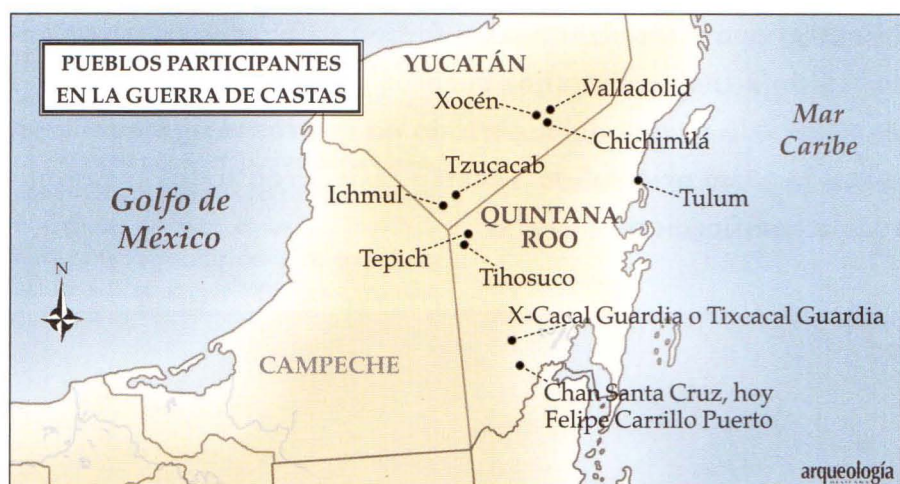 PUEBLOS PARTICIPANTES
EN LA GUERRA DE CASTAS
YUCATÁN
Valladolid
Xocén
Chichimilá
Mar
Caribe
Tzucacab
Ichmul
Tulum
Golfo de
México
QUINTANA
ROO
Tepich
Tihosuco
N
X-Cacal Guardia o Tixcacal Guardia
CAMPECHE
Chan Santa Cruz, hoy
Felipe Carrillo Puerto
arqueología
MEXICANA